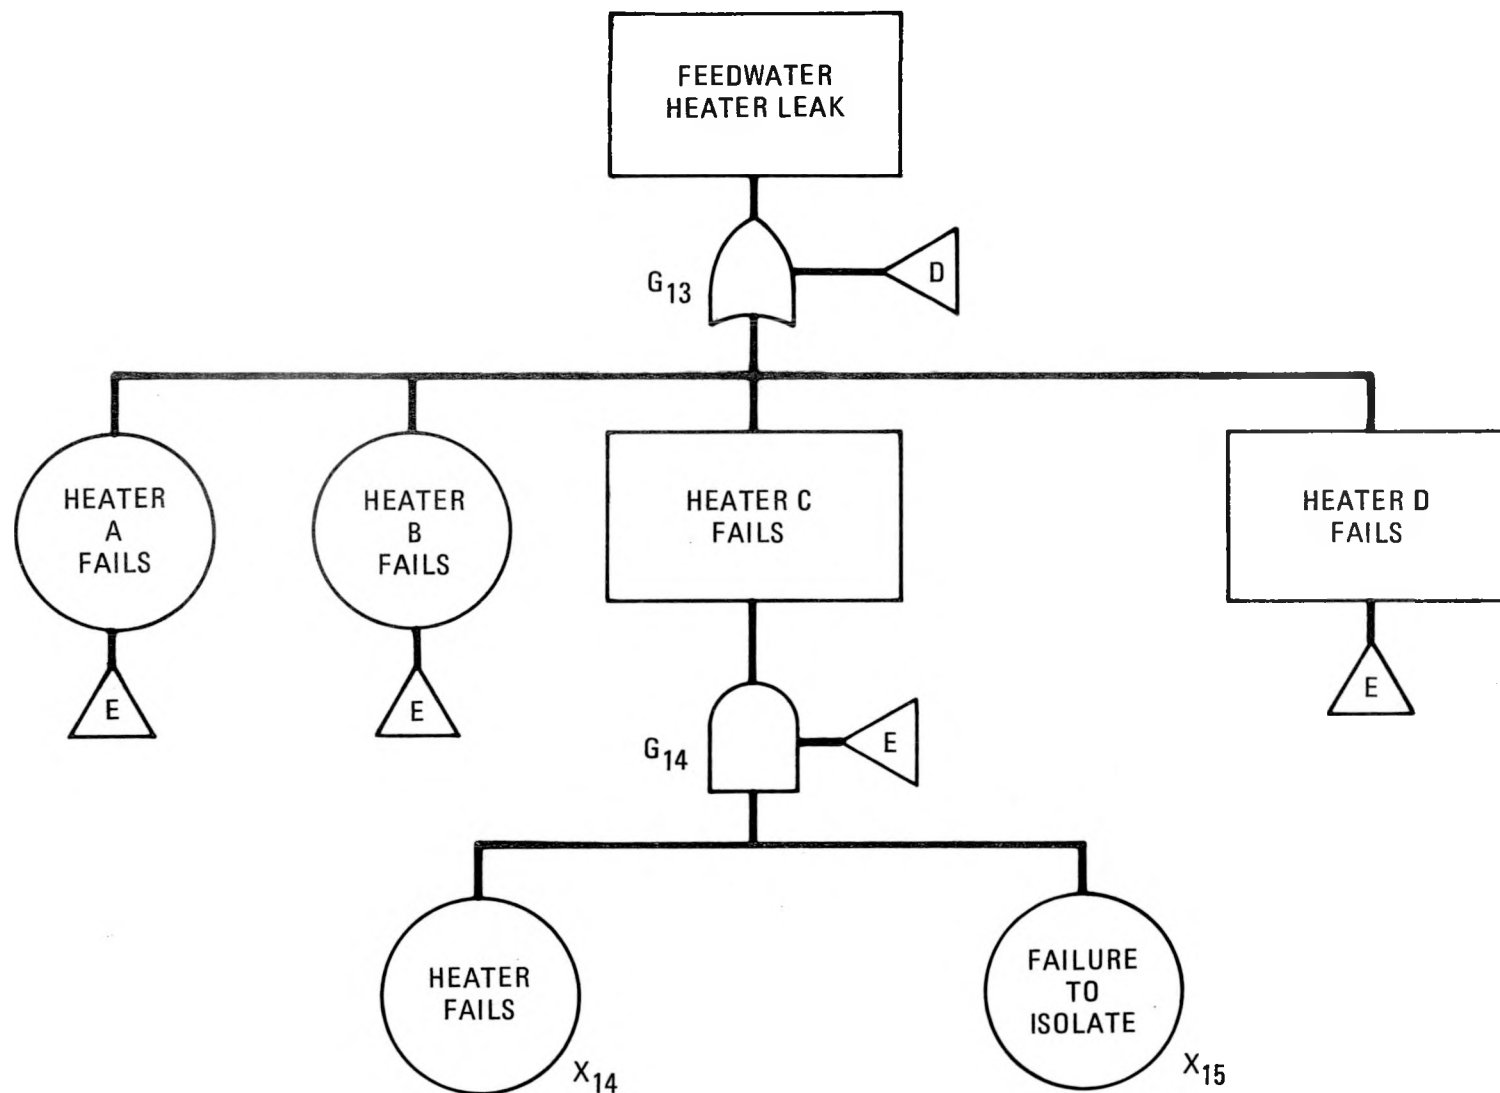 FEEDWATER
HEATER LEAK
G13
D
HEATER
A
FAILS
HEATER
B
FAILS
HEATER C
FAILS
HEATER D
FAILS
E
E
G14
E
E
HEATER
FAILS
X14
FAILURE
TO
ISOLATE
X15